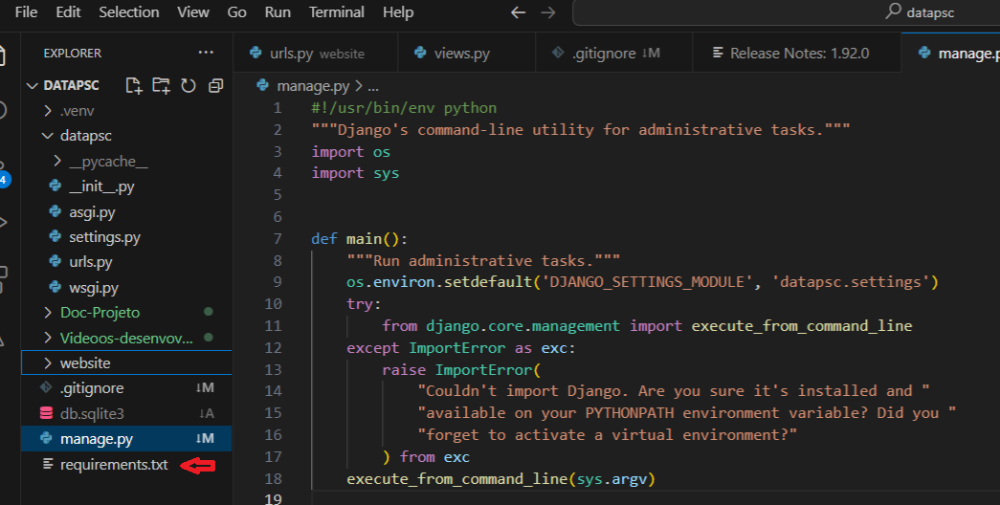 File Edit Selection View Go Run Terminal Help
datapsc
EXPLORER
DATAPSC
.venv
datapsc
__pycache__
__init__.py
asgi.py
settings.py
urls.py
wsgi.py
Doc-Projeto
Videoos-desenvov...
website
.gitignore ↓M
db.sqlite3 ↓A
manage.py ↓M
requirements.txt
4
urls.py website
views.py
.gitignore ↓M
Release Notes: 1.92.0
manage.p
manage.py > ...
1 #!/usr/bin/env python
2 """Django's command-line utility for administrative tasks."""
3 import os
4 import sys
5
6
7 def main():
8     """Run administrative tasks."""
9     os.environ.setdefault('DJANGO_SETTINGS_MODULE', 'datapsc.settings')
10     try:
11         from django.core.management import execute_from_command_line
12     except ImportError as exc:
13         raise ImportError(
14             "Couldn't import Django. Are you sure it's installed and "
15             "available on your PYTHONPATH environment variable? Did you "
16             "forget to activate a virtual environment?"
17         ) from exc
18     execute_from_command_line(sys.argv)
19